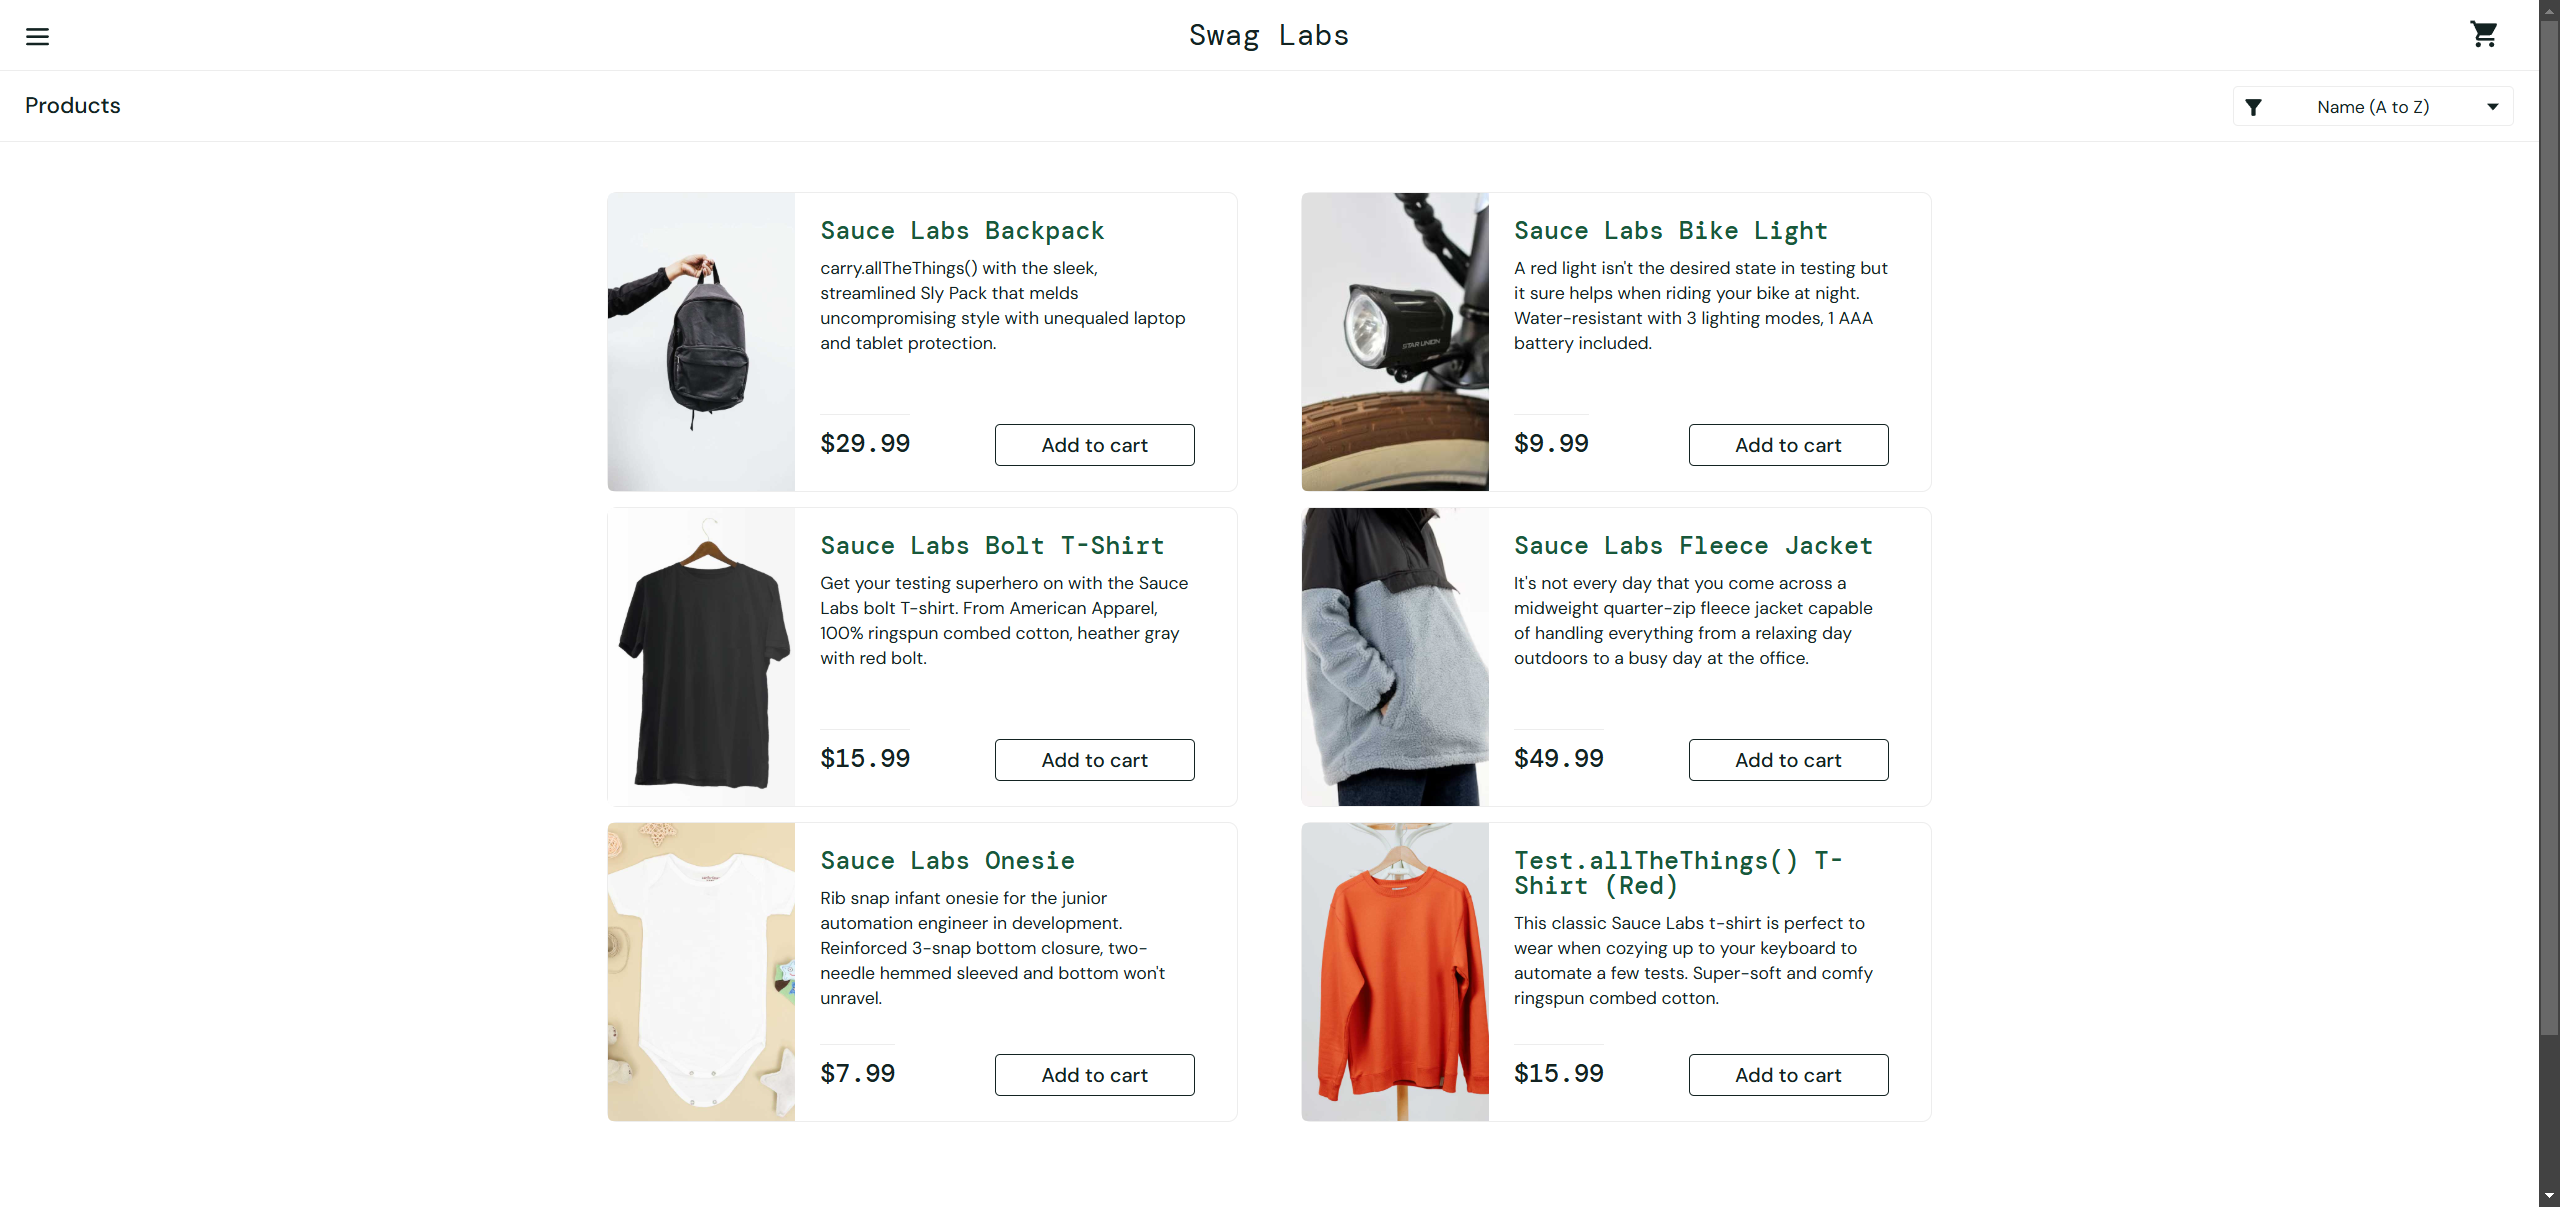 Swag Labs
Products
Name (A to Z)
Sauce Labs Backpack
carry.allTheThings() with the sleek,
streamlined Sly Pack that melds
uncompromising style with unequaled laptop
and tablet protection.
$29.99
Add to cart
Sauce Labs Bike Light
A red light isn't the desired state in testing but
it sure helps when riding your bike at night.
Water-resistant with 3 lighting modes, 1 AAA
battery included.
STAR UNION
$9.99
Add to cart
Sauce Labs Bolt T-Shirt
Get your testing superhero on with the Sauce
Labs bolt T-shirt. From American Apparel,
100% ringspun combed cotton, heather gray
with red bolt.
$15.99
Add to cart
Sauce Labs Fleece Jacket
It's not every day that you come across a
midweight quarter-zip fleece jacket capable
of handling everything from a relaxing day
outdoors to a busy day at the office.
$49.99
Add to cart
Sauce Labs Onesie
Rib snap infant onesie for the junior
automation engineer in development.
Reinforced 3-snap bottom closure, two-
needle hemmed sleeved and bottom won't
unravel.
$7.99
Add to cart
Test.allTheThings() T-
Shirt (Red)
This classic Sauce Labs t-shirt is perfect to
wear when cozying up to your keyboard to
automate a few tests. Super-soft and comfy
ringspun combed cotton.
$15.99
Add to cart